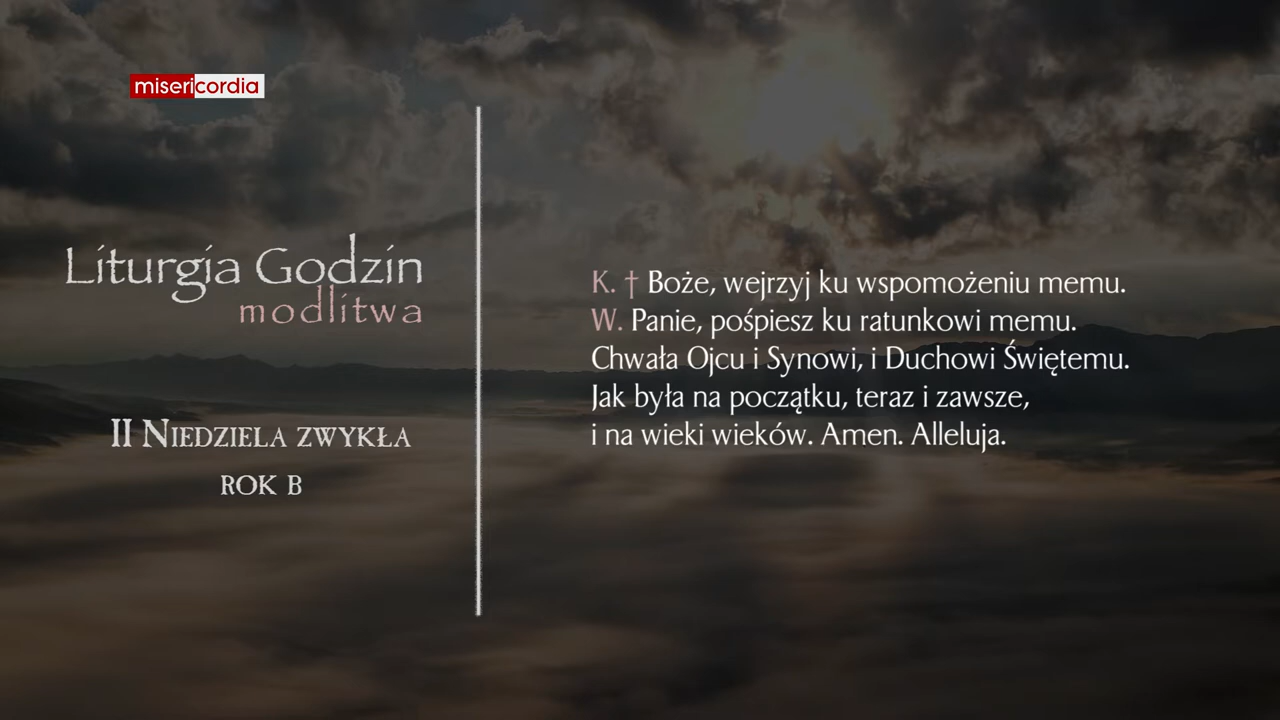 misericordia
Liturgia Godzin
modlitwa
II Niedziela zwykła
rok B
K. † Boże, wejrzyj ku wspomożeniu memu.
W. Panie, pośpiesz ku ratunkowi memu.
Chwała Ojcu i Synowi, i Duchowi Świętemu.
Jak była na początku, teraz i zawsze,
i na wieki wieków. Amen. Alleluja.